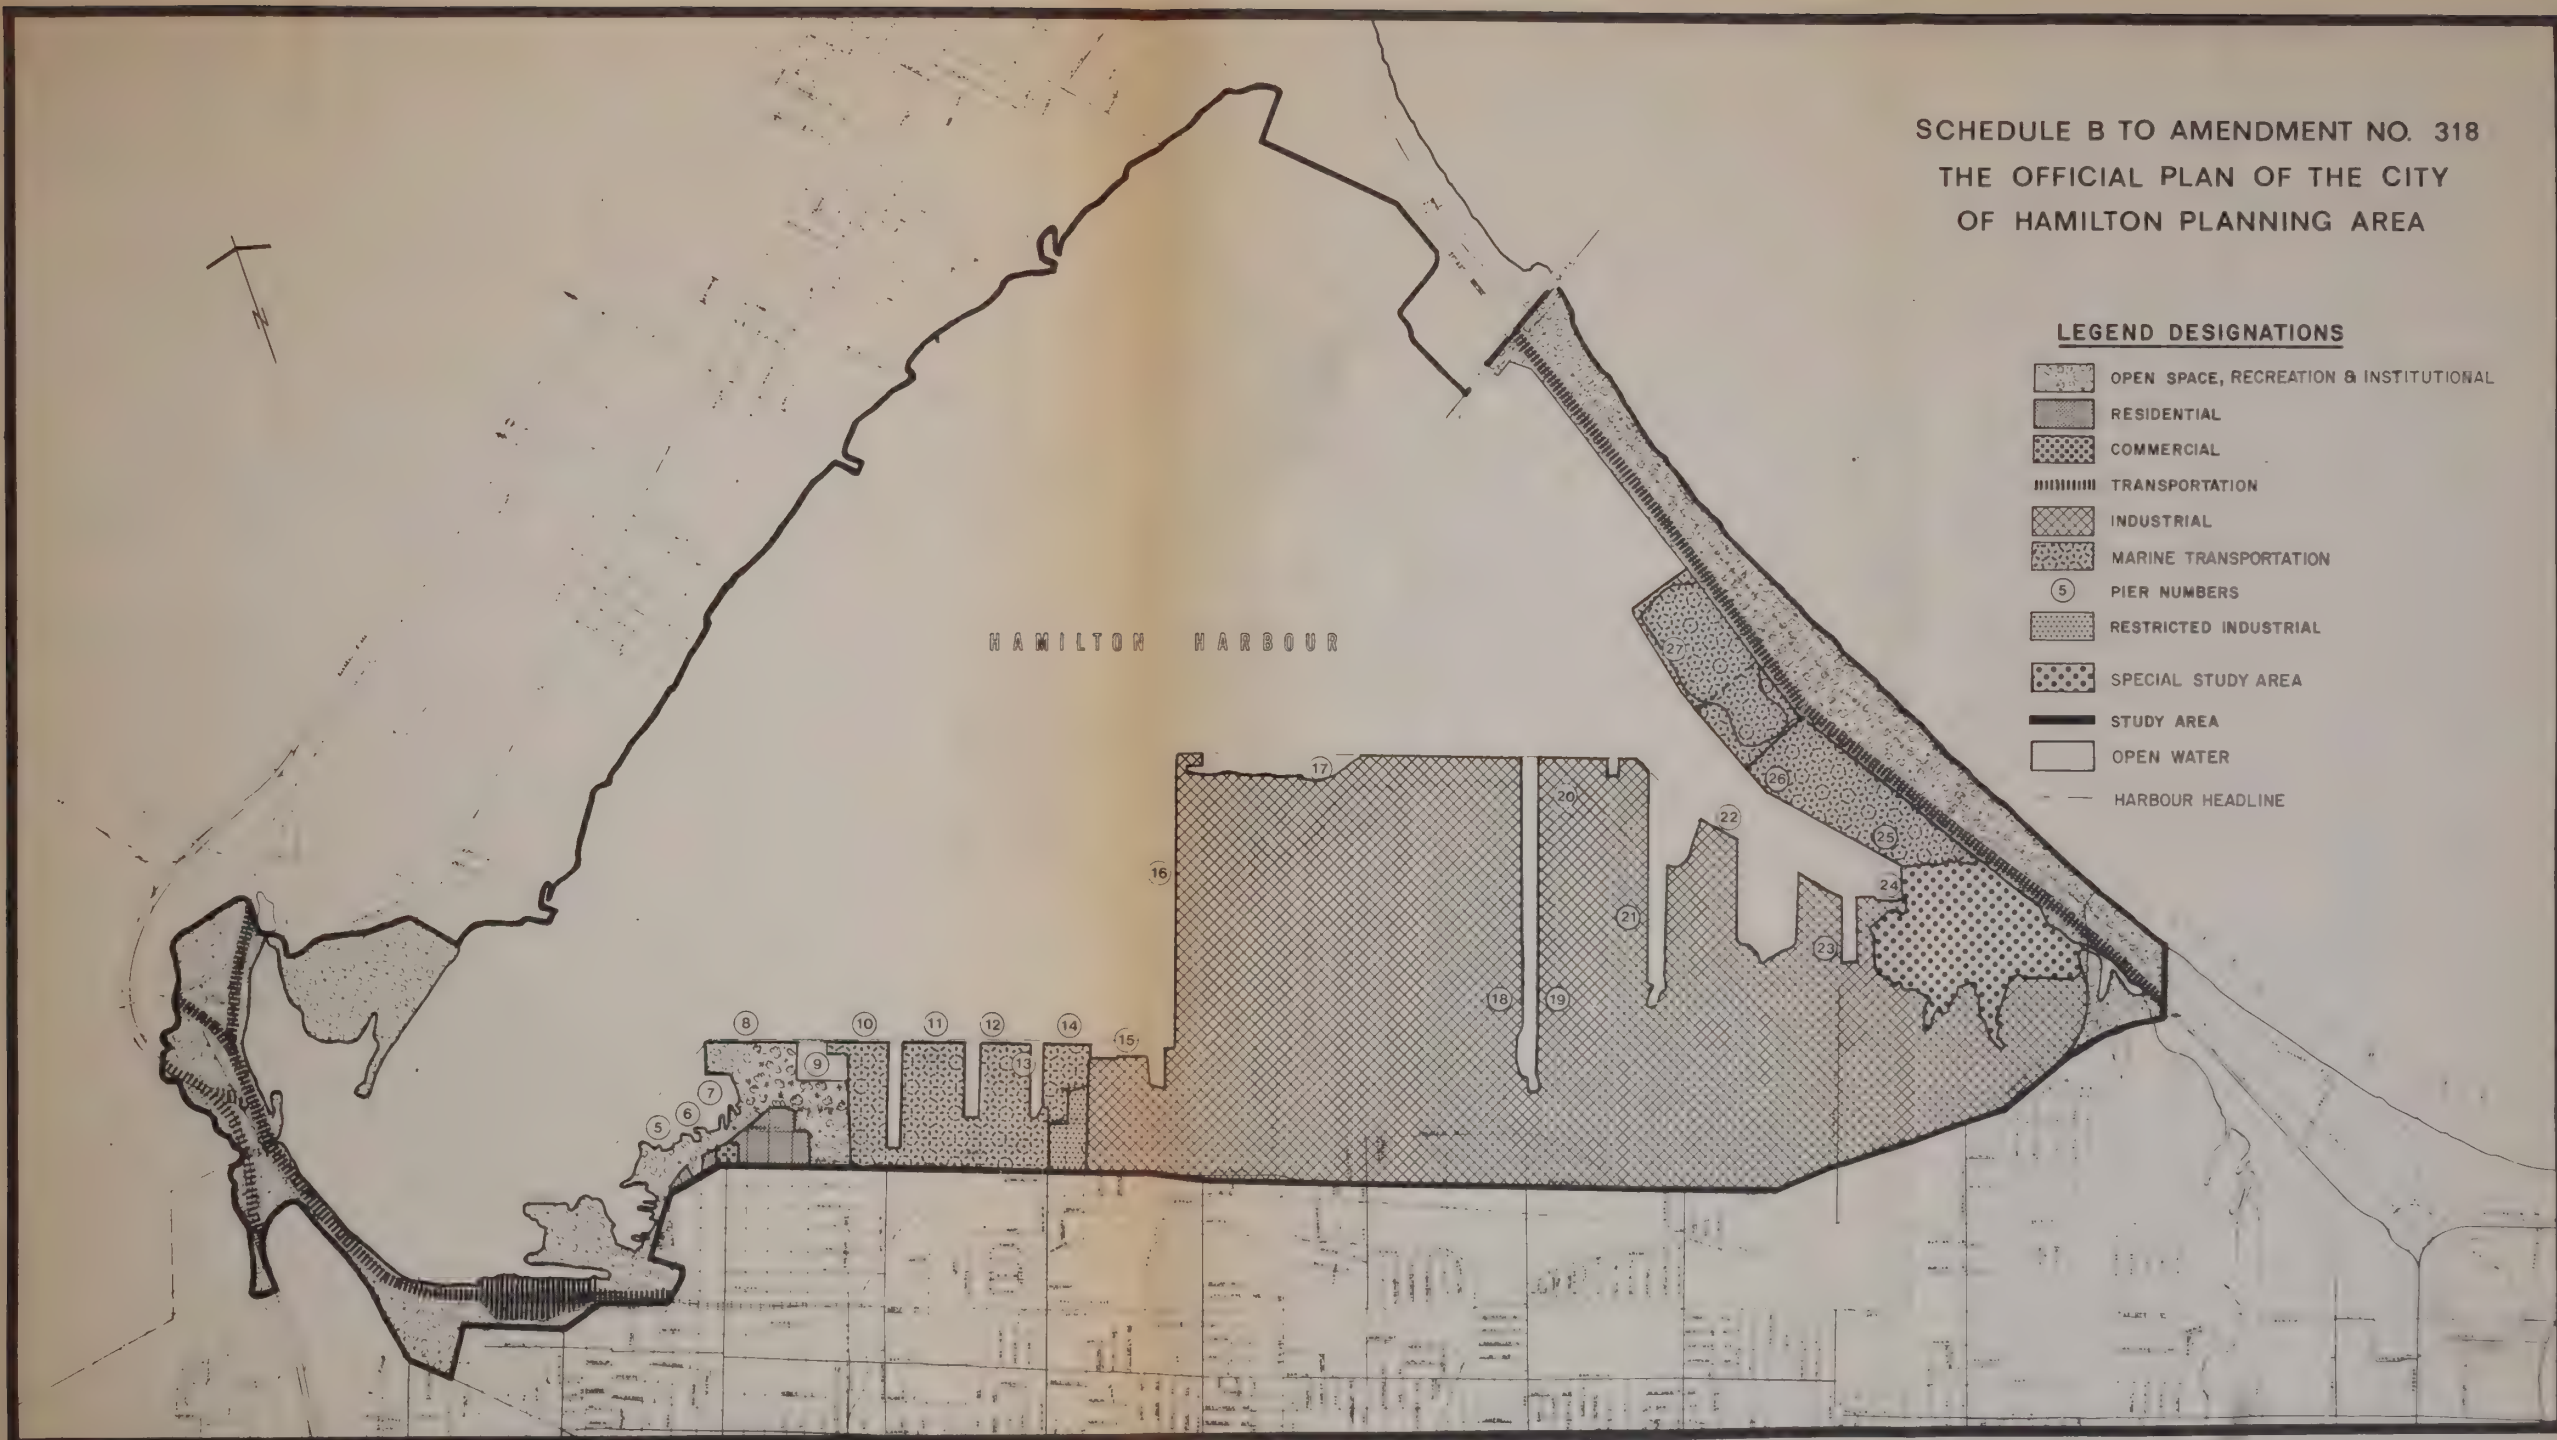 SCHEDULE B TO AMENDMENT NO. 318
THE OFFICIAL PLAN OF THE CITY
OF HAMILTON PLANNING AREA
LEGEND DESIGNATIONS
OPEN SPACE, RECREATION & INSTITUTIONAL
RESIDENTIAL
COMMERCIAL
TRANSPORTATION
INDUSTRIAL
MARINE TRANSPORTATION
5 PIER NUMBERS
RESTRICTED INDUSTRIAL
SPECIAL STUDY AREA
STUDY AREA
OPEN WATER
HARBOUR HEADLINE
N
HAMILTON HARBOUR
27
17
26
20
22
25
16
24
21
23
18
19
8
10
11
12
14
15
9
13
7
6
5